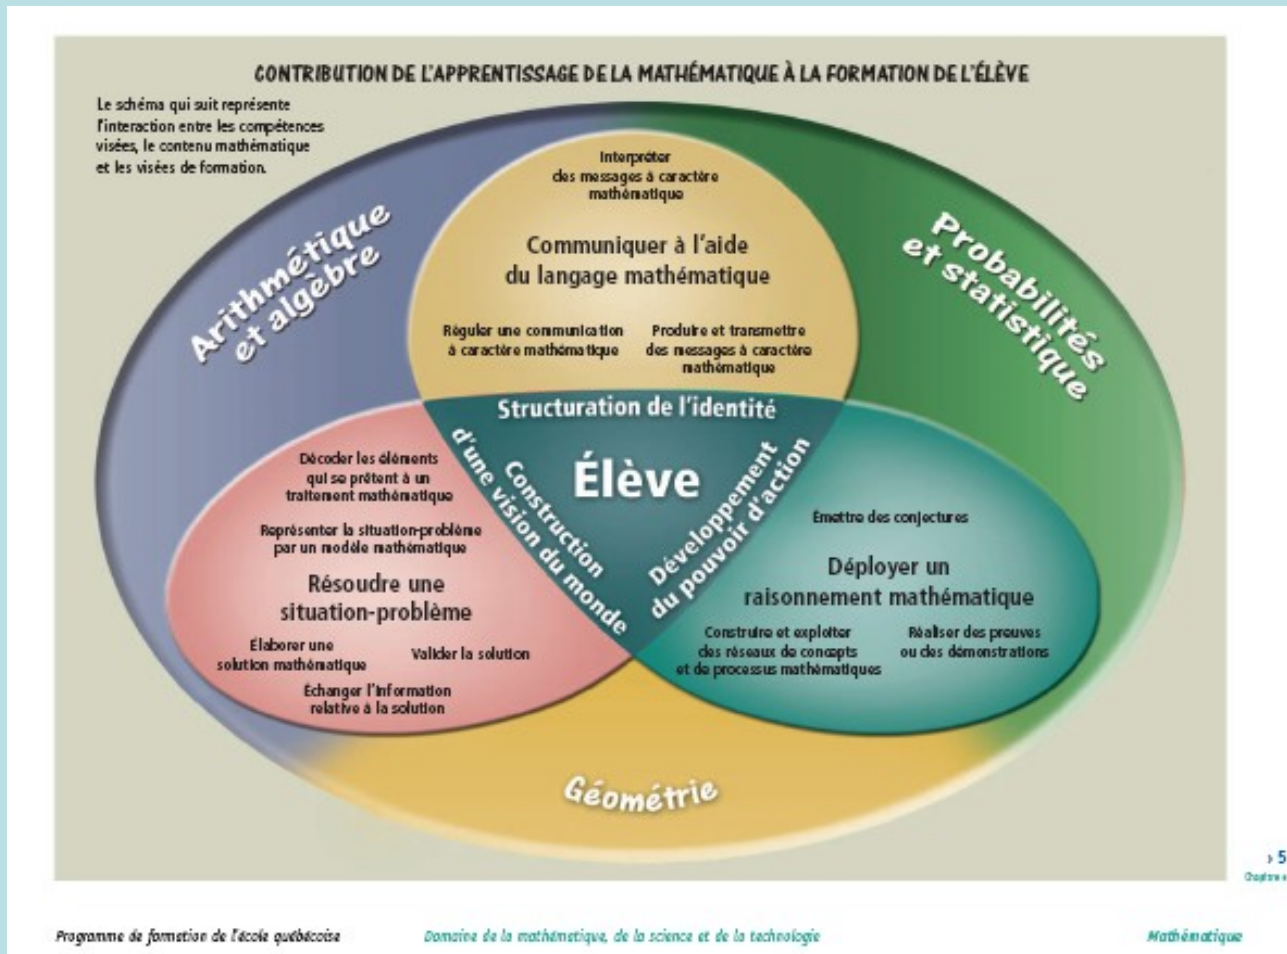 CONTRIBUTION DE L'APPRENTISSAGE DE LA MATHÉMATIQUE À LA FORMATION DE L'ÉLÈVE
Le schéma qui suit représente
l'interaction entre les compétences
visées, le contenu mathématique
et les visées de formation.
Arithmétique
et algèbre
Probabilités
et statistique
Interpréter
des messages à caractère
mathématique
Communiquer à l'aide
du langage mathématique
Réguler une communication
à caractère mathématique
Produire et transmettre
des messages à caractère
mathématique
Structuration de l'identité
Élève
Construction
d'une vision du monde
Développement
du pouvoir d'action
Décoder les éléments
qui se prêtent à un
traitement mathématique
Représenter la situation-problème
par un modèle mathématique
Résoudre une
situation-problème
Élaborer une
solution mathématique
Valider la solution
Échanger l'information
relative à la solution
Émettre des conjectures
Déployer un
raisonnement mathématique
Construire et exploiter
des réseaux de concepts
et de processus mathématiques
Réaliser des preuves
ou des démonstrations
Géométrie
› 5
Chapitre
Programme de formation de l'école québécoise
Domaine de la mathématique, de la science et de la technologie
Mathématique